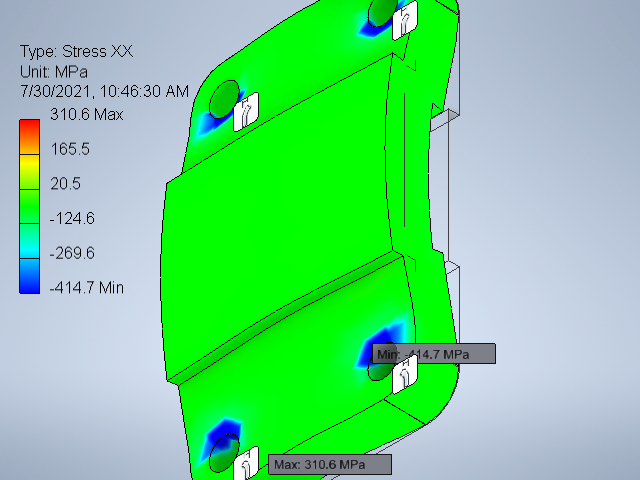 Type: Stress XX
Unit: MPa
7/30/2021, 10:46:30 AM
310.6 Max
165.5
20.5
-124.6
-269.6
-414.7 Min
Min: -414.7 MPa
Max: 310.6 MPa